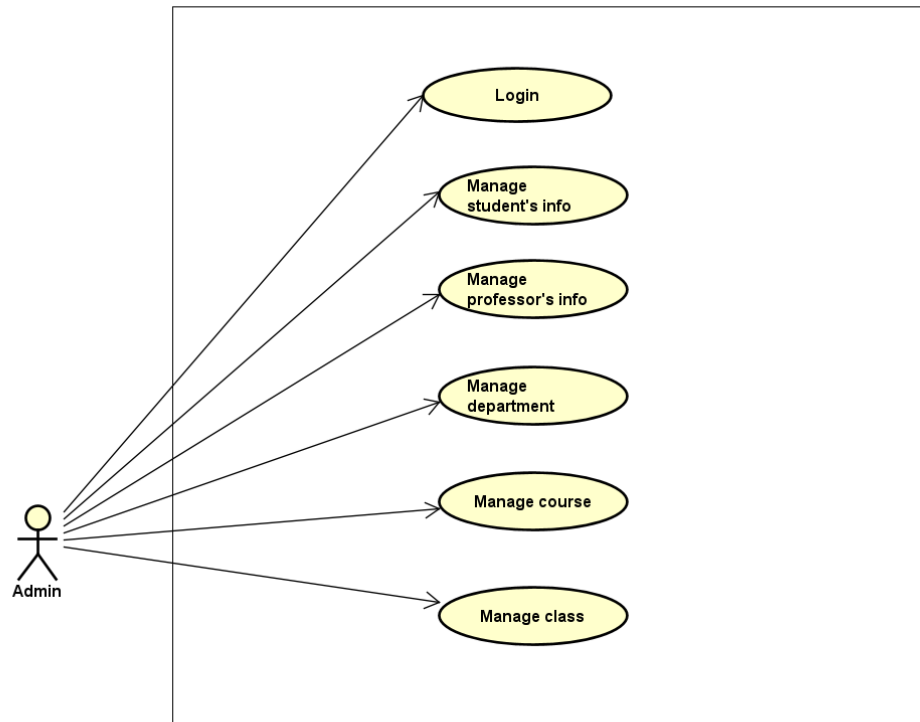 Login
Manage
student's info
Manage
professor's info
Manage
department
Manage course
Admin
Manage class